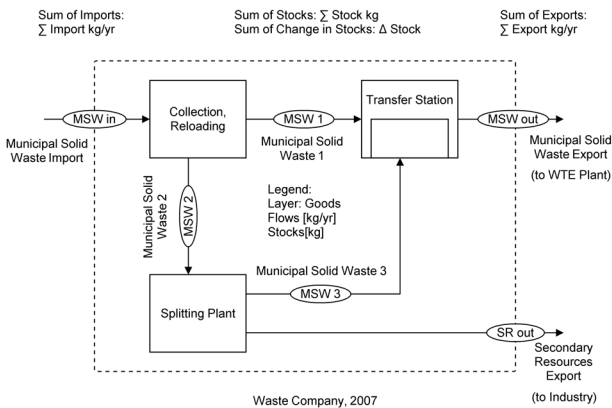 Sum of Imports:
∑ Import kg/yr
Sum of Stocks: ∑ Stock kg
Sum of Change in Stocks: Δ Stock
Sum of Exports:
∑ Export kg/yr
MSW in
Municipal Solid
Waste Import
Collection,
Reloading
MSW 1
Municipal Solid
Waste 1
Transfer Station
MSW out
Municipal Solid
Waste Export
(to WTE Plant)
Municipal Solid
Waste 2
MSW 2
Legend:
Layer: Goods
Flows [kg/yr]
Stocks[kg]
Municipal Solid Waste 3
MSW 3
Splitting Plant
SR out
Secondary
Resources
Export
(to Industry)
Waste Company, 2007